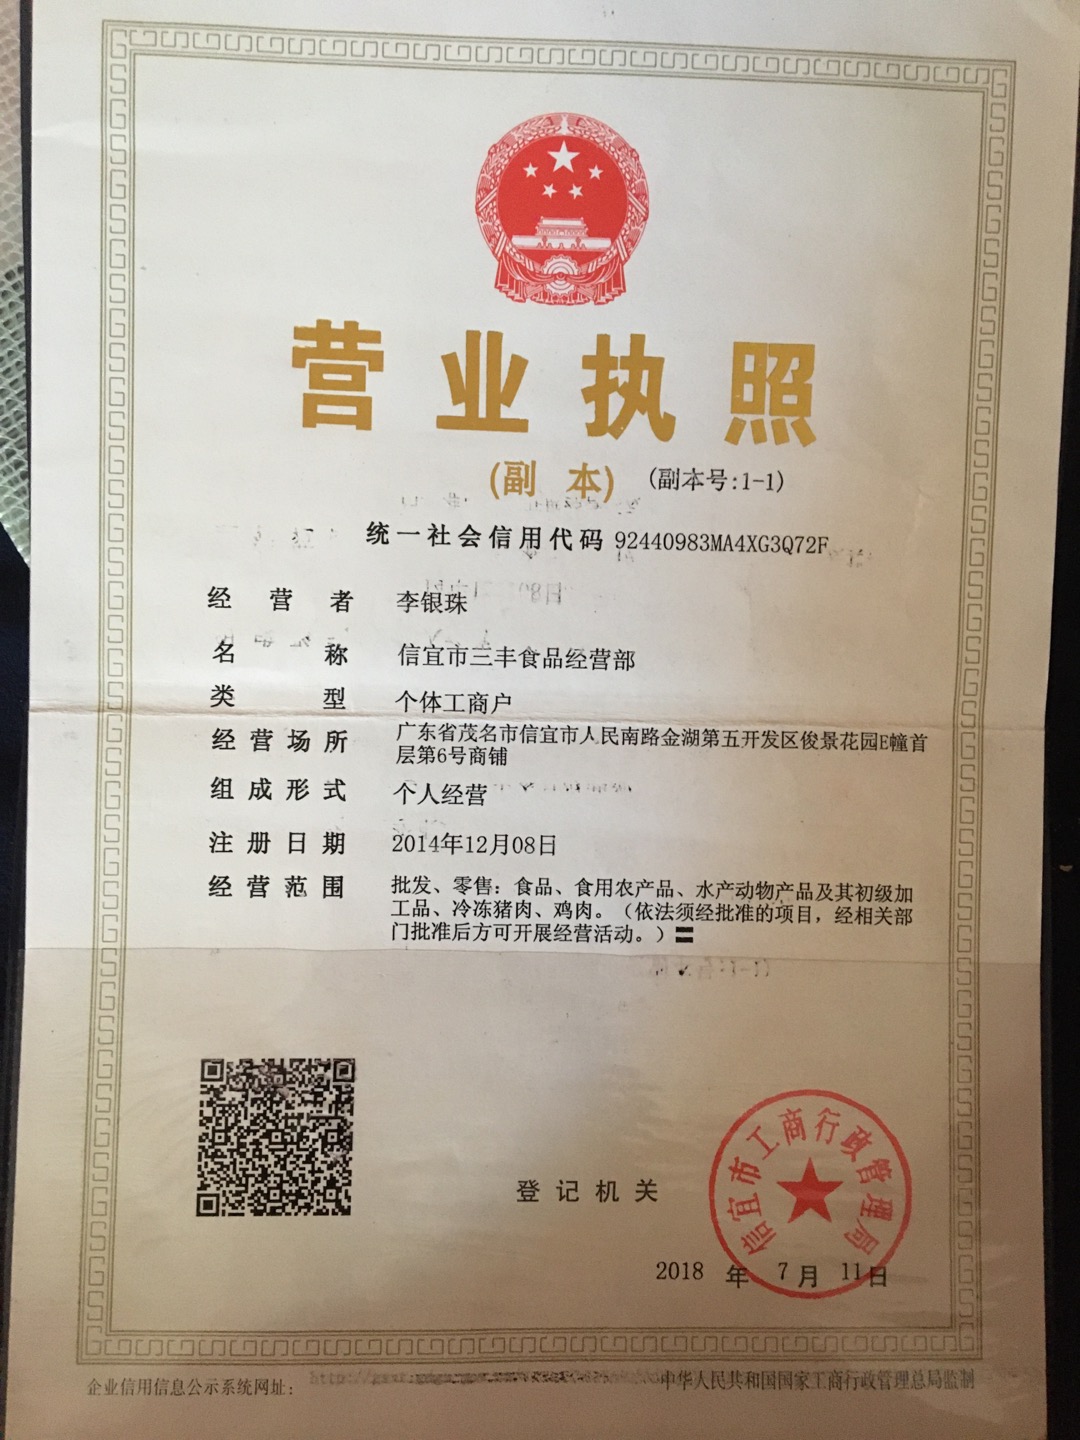 营业执照
(副 本) (副本号:1-1)
统一社会信用代码 92440983MA4XG3Q72F
经营者 李银珠
名称 信宜市三丰食品经营部
类型 个体工商户
经营场所 广东省茂名市信宜市人民南路金湖第五开发区俊景花园E幢首
层第6号商铺
组成形式 个人经营
注册日期 2014年12月08日
经营范围 批发、零售：食品、食用农产品、水产动物产品及其初级加
工品、冷冻猪肉、鸡肉。（依法须经批准的项目，经相关部
门批准后方可开展经营活动。）
登记机关
信宜市工商行政管理局
2018 年 7 月 11日
企业信用信息公示系统网址：
中华人民共和国国家工商行政管理总局监制